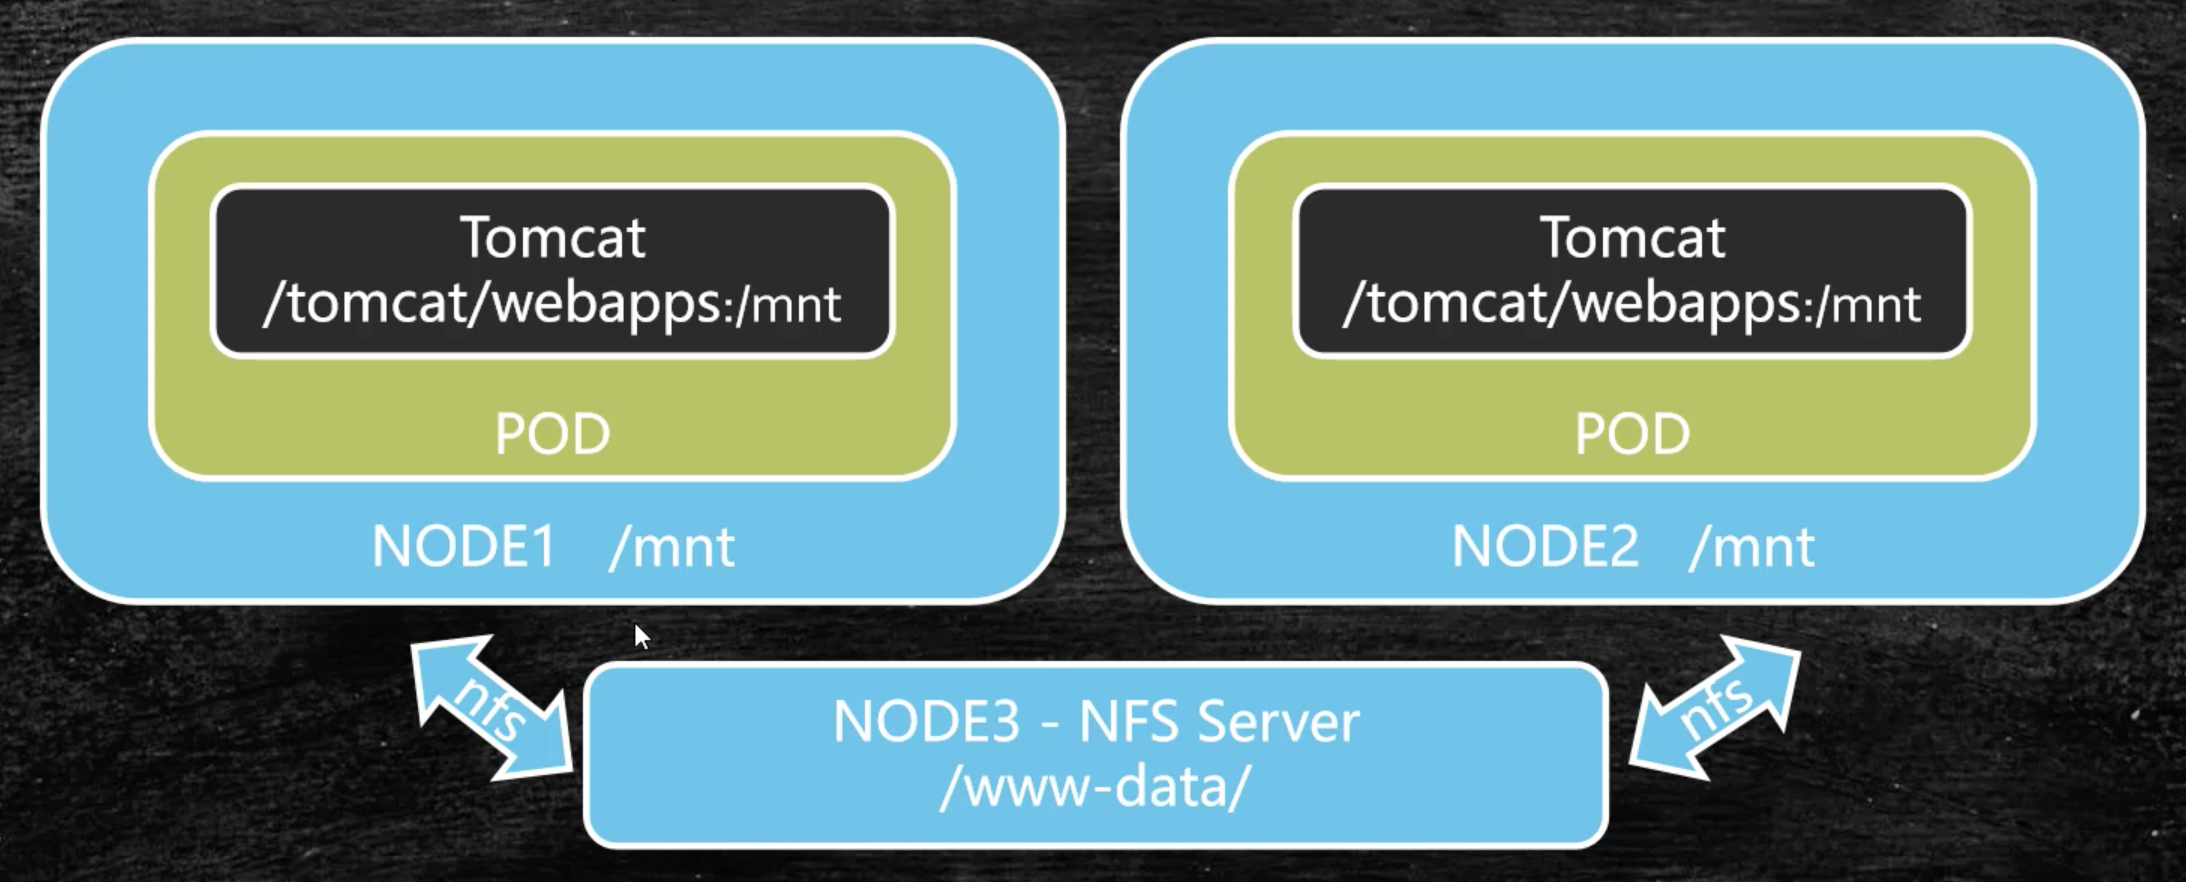 Tomcat
/tomcat/webapps:/mnt
POD
NODE1 /mnt
Tomcat
/tomcat/webapps:/mnt
POD
NODE2 /mnt
nfs
NODE3 - NFS Server
/www-data/
nfs